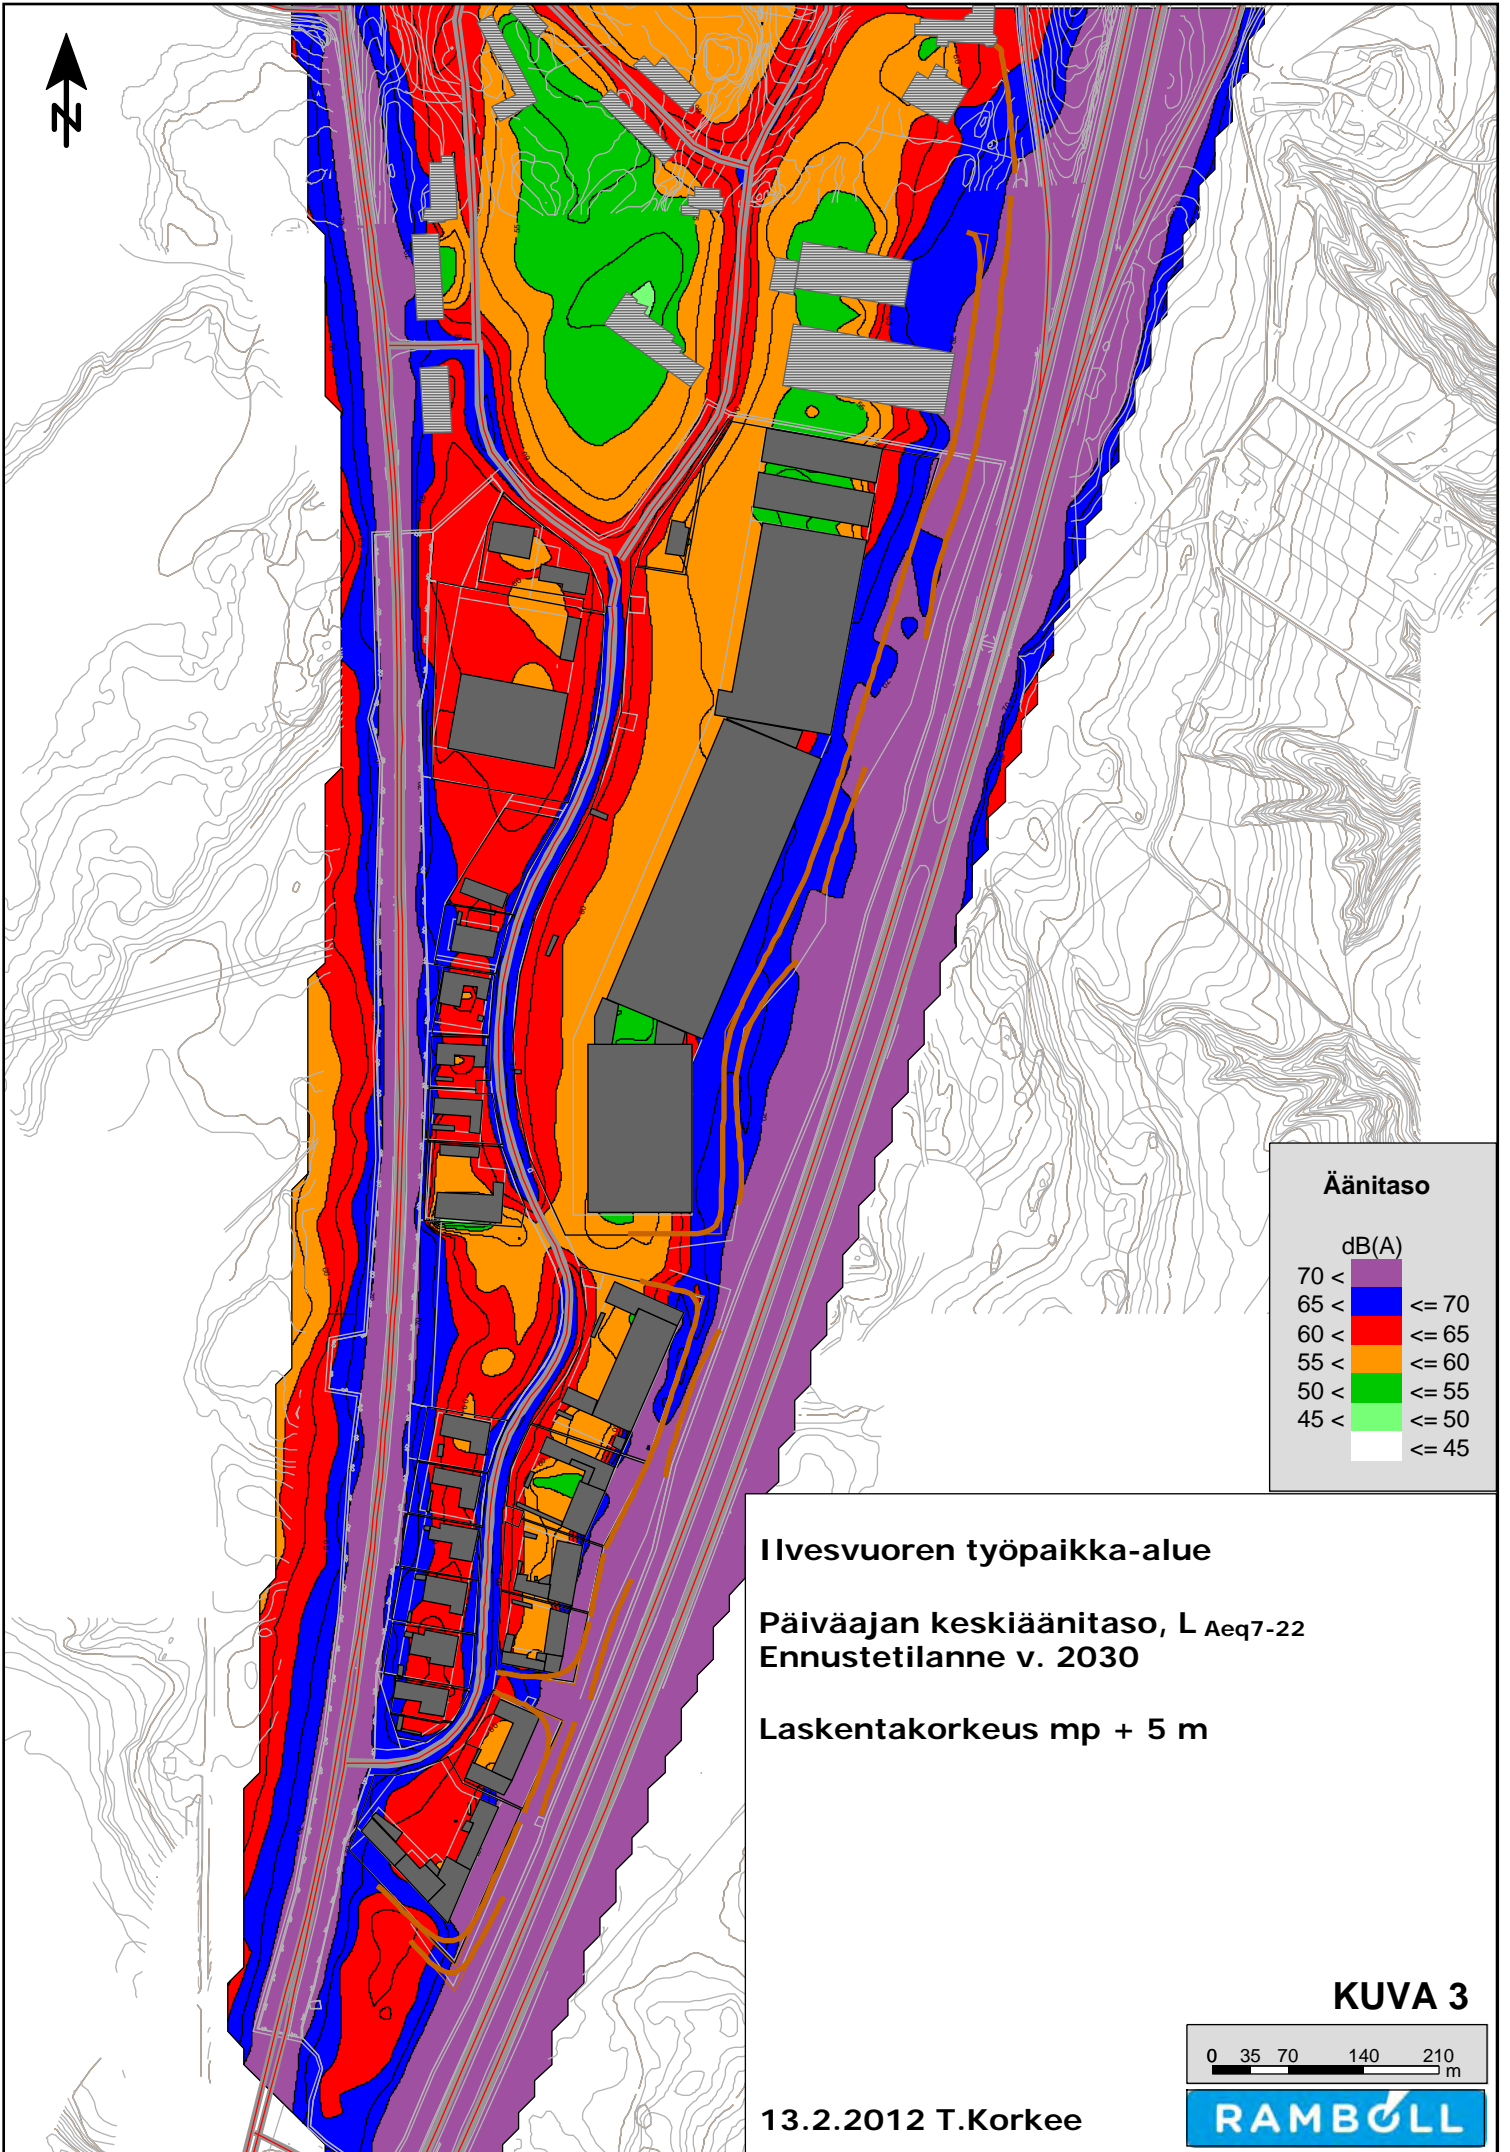 N
Äänitaso
dB(A)
70 <
65 < <= 70
60 < <= 65
55 < <= 60
50 < <= 55
45 < <= 50
<= 45
Ilvesvuoren työpaikka-alue
Päiväajan keskiäänitaso, L Aeq7-22
Ennustetilanne v. 2030
Laskentakorkeus mp + 5 m
KUVA 3
0 35 70 140 210
m
13.2.2012 T.Korkee
RAMBOLL